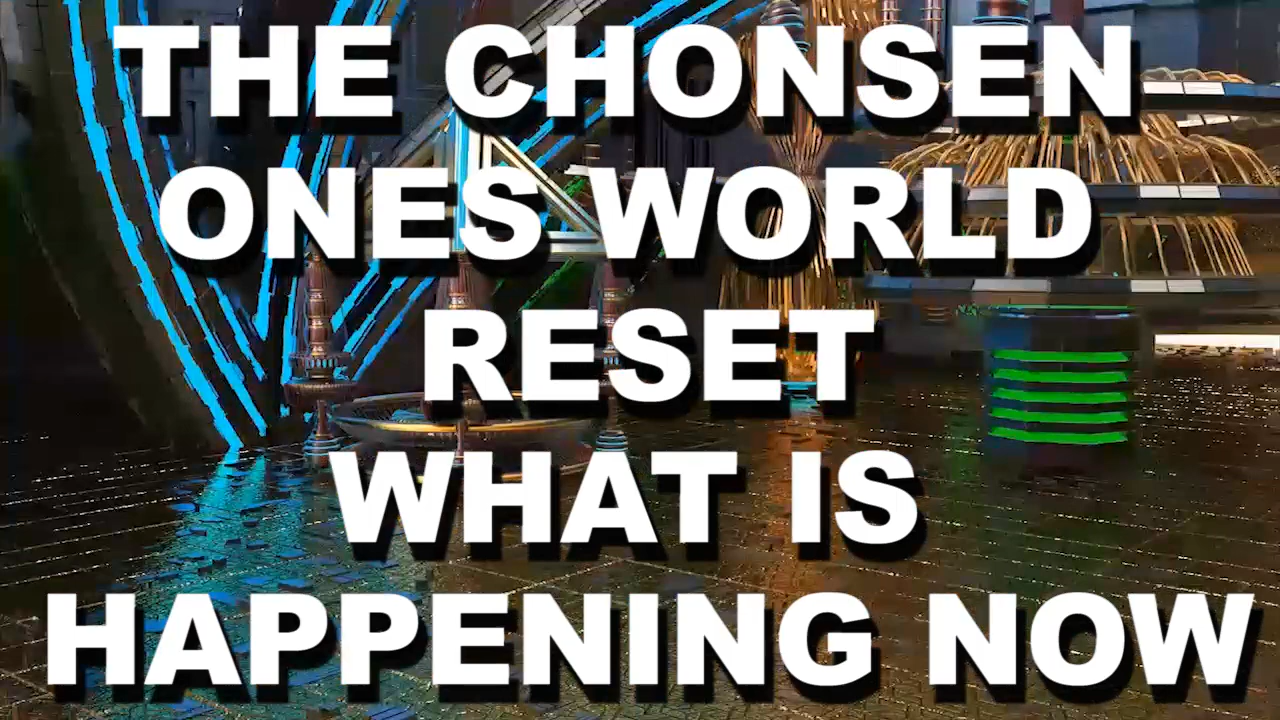 THE CHONSEN
ONES WORLD
RESET
WHAT IS
HAPPENING NOW